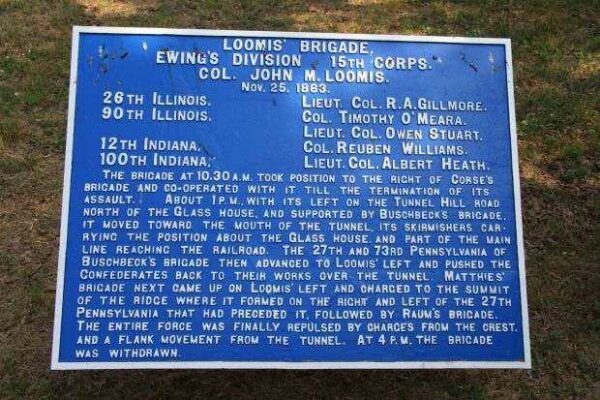 LOOMIS' BRIGADE,
EWING'S DIVISION 15TH CORPS.
COL. JOHN M. LOOMIS.
NOV. 25. 1863.
26TH ILLINOIS. LIEUT. COL. R.A. GILLMORE.
90TH ILLINOIS. COL. TIMOTHY O'MEARA.
LIEUT. COL. OWEN STUART.
12TH INDIANA. COL. REUBEN WILLIAMS.
100TH INDIANA, LIEUT. COL. ALBERT HEATH.
THE BRIGADE AT 10.30 A.M. TOOK POSITION TO THE RIGHT OF CORSE'S
BRIGADE AND CO-OPERATED WITH IT TILL THE TERMINATION OF ITS
ASSAULT. ABOUT 1 P.M., WITH ITS LEFT ON THE TUNNEL HILL ROAD
NORTH OF THE GLASS HOUSE, AND SUPPORTED BY BUSCHBECK'S BRIGADE,
IT MOVED TOWARD THE MOUTH OF THE TUNNEL, ITS SKIRMISHERS CAR-
RYING THE POSITION ABOUT THE GLASS HOUSE, AND PART OF THE MAIN
LINE REACHING THE RAILROAD. THE 27TH AND 73RD PENNSYLVANIA OF
BUSCHBECK'S BRIGADE THEN ADVANCED TO LOOMIS' LEFT AND PUSHED THE
CONFEDERATES BACK TO THEIR WORKS OVER THE TUNNEL. MATTHIES'
BRIGADE NEXT CAME UP ON LOOMIS' LEFT AND CHARGED TO THE SUMMIT
OF THE RIDGE WHERE IT FORMED ON THE RIGHT AND LEFT OF THE 27TH
PENNSYLVANIA THAT HAD PRECEDED IT, FOLLOWED BY RAUM'S BRIGADE.
THE ENTIRE FORCE WAS FINALLY REPULSED BY CHARGES FROM THE CREST,
AND A FLANK MOVEMENT FROM THE TUNNEL. AT 4 P.M. THE BRIGADE
WAS WITHDRAWN.